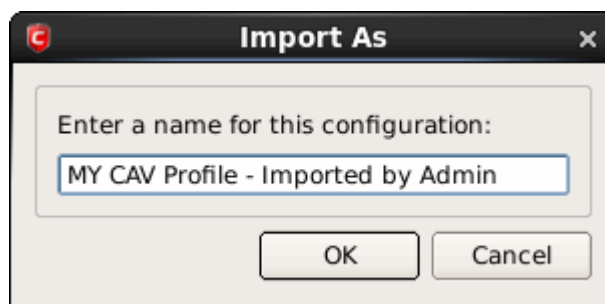 Import As
Enter a name for this configuration:
MY CAV Profile - Imported by Admin
OK Cancel